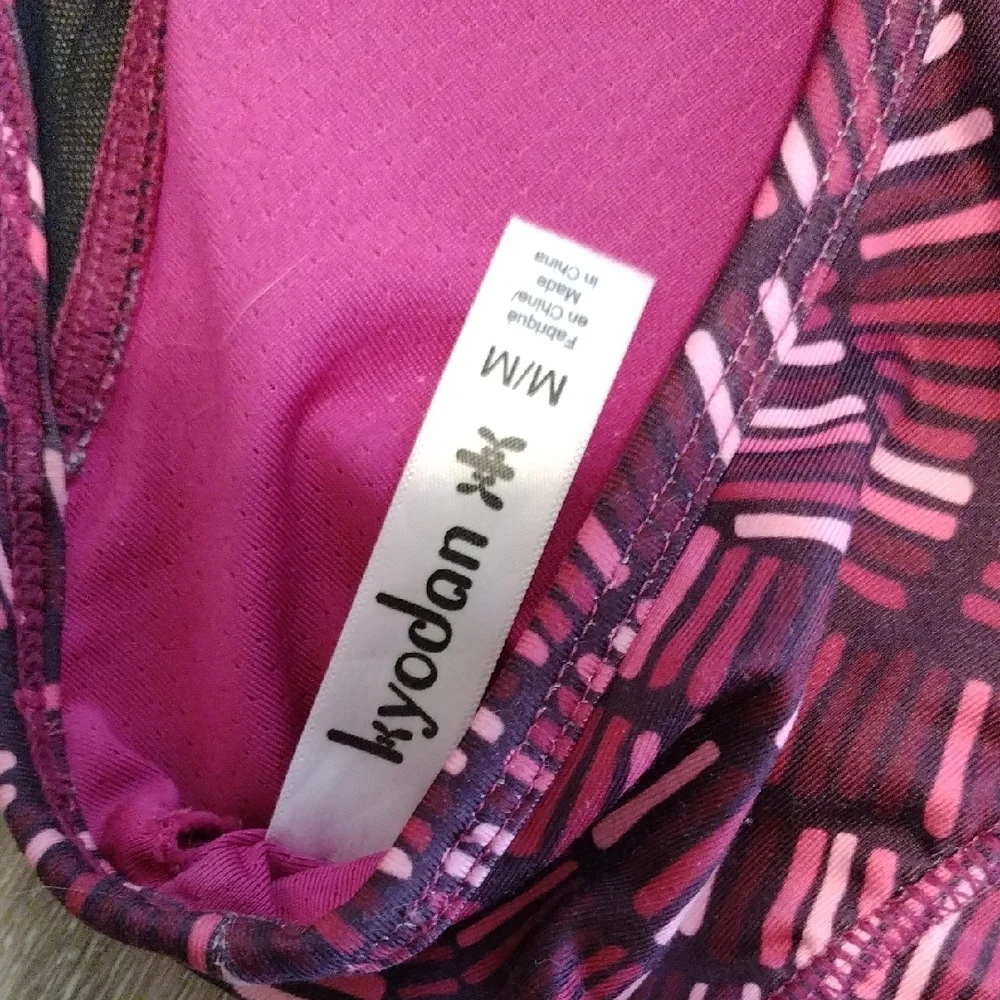 kyodan
M/M
Fabriqué
en Chine/
Made
in China